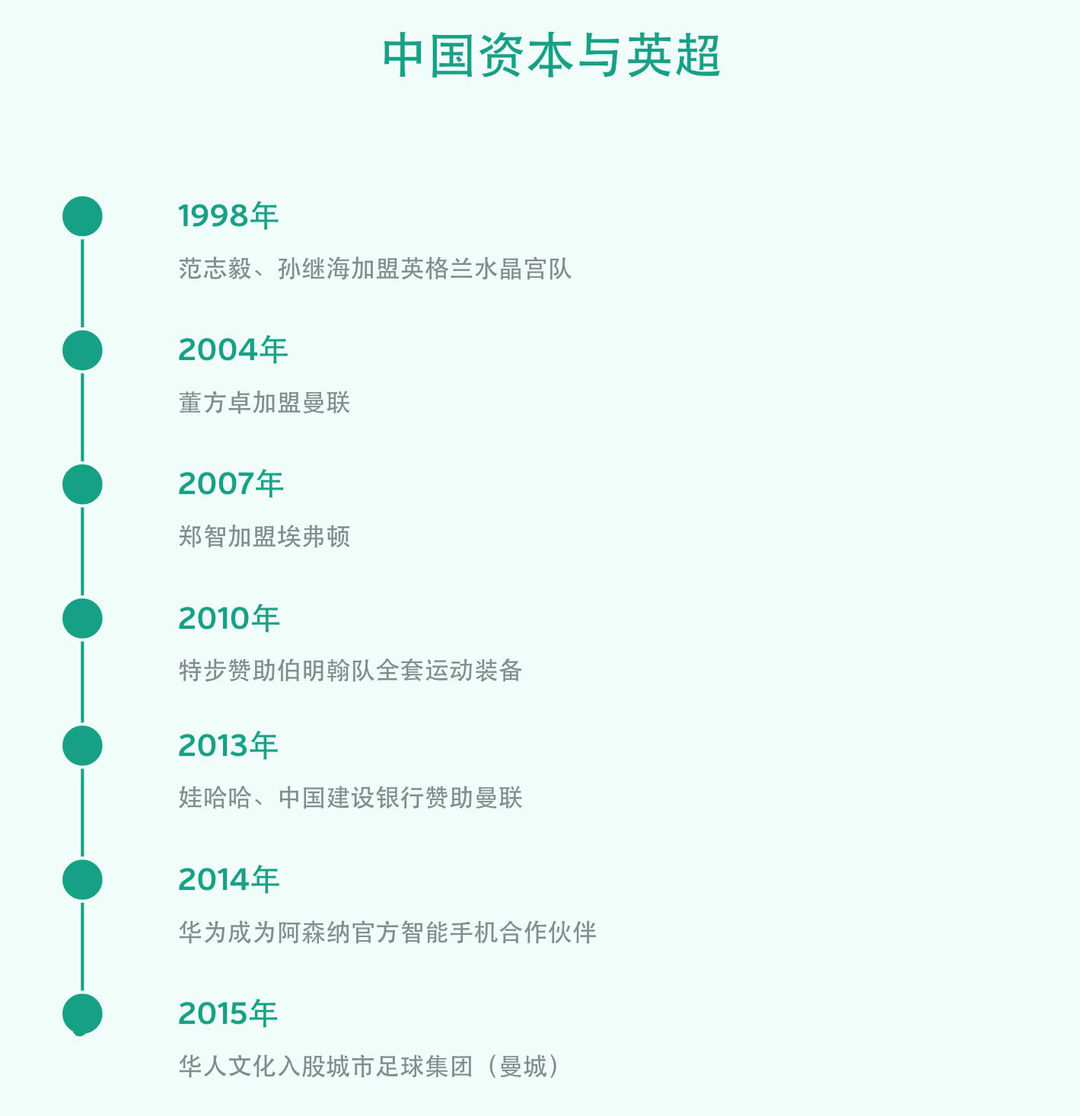 中国资本与英超
1998年
范志毅、孙继海加盟英格兰水晶宫队
2004年
董方卓加盟曼联
2007年
郑智加盟埃弗顿
2010年
特步赞助伯明翰队全套运动装备
2013年
娃哈哈、中国建设银行赞助曼联
2014年
华为成为阿森纳官方智能手机合作伙伴
2015年
华人文化入股城市足球集团（曼城）